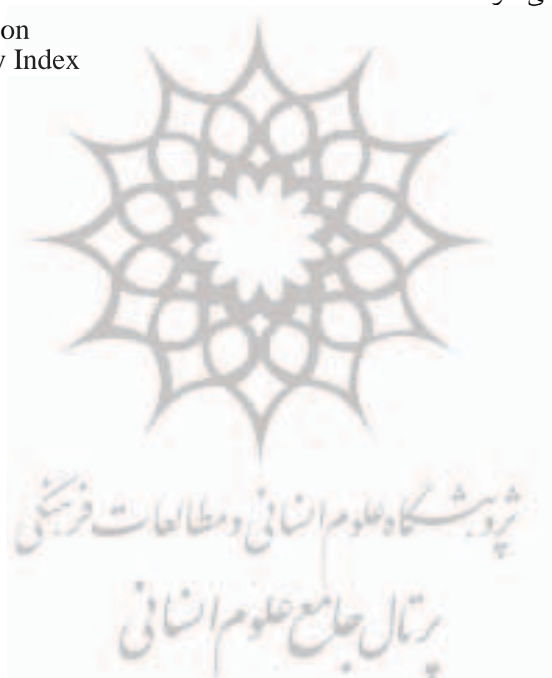 on
Index
پژوهشگاه علوم انسانی و مطالعات فرهنگی
پرتال جامع علوم انسانی